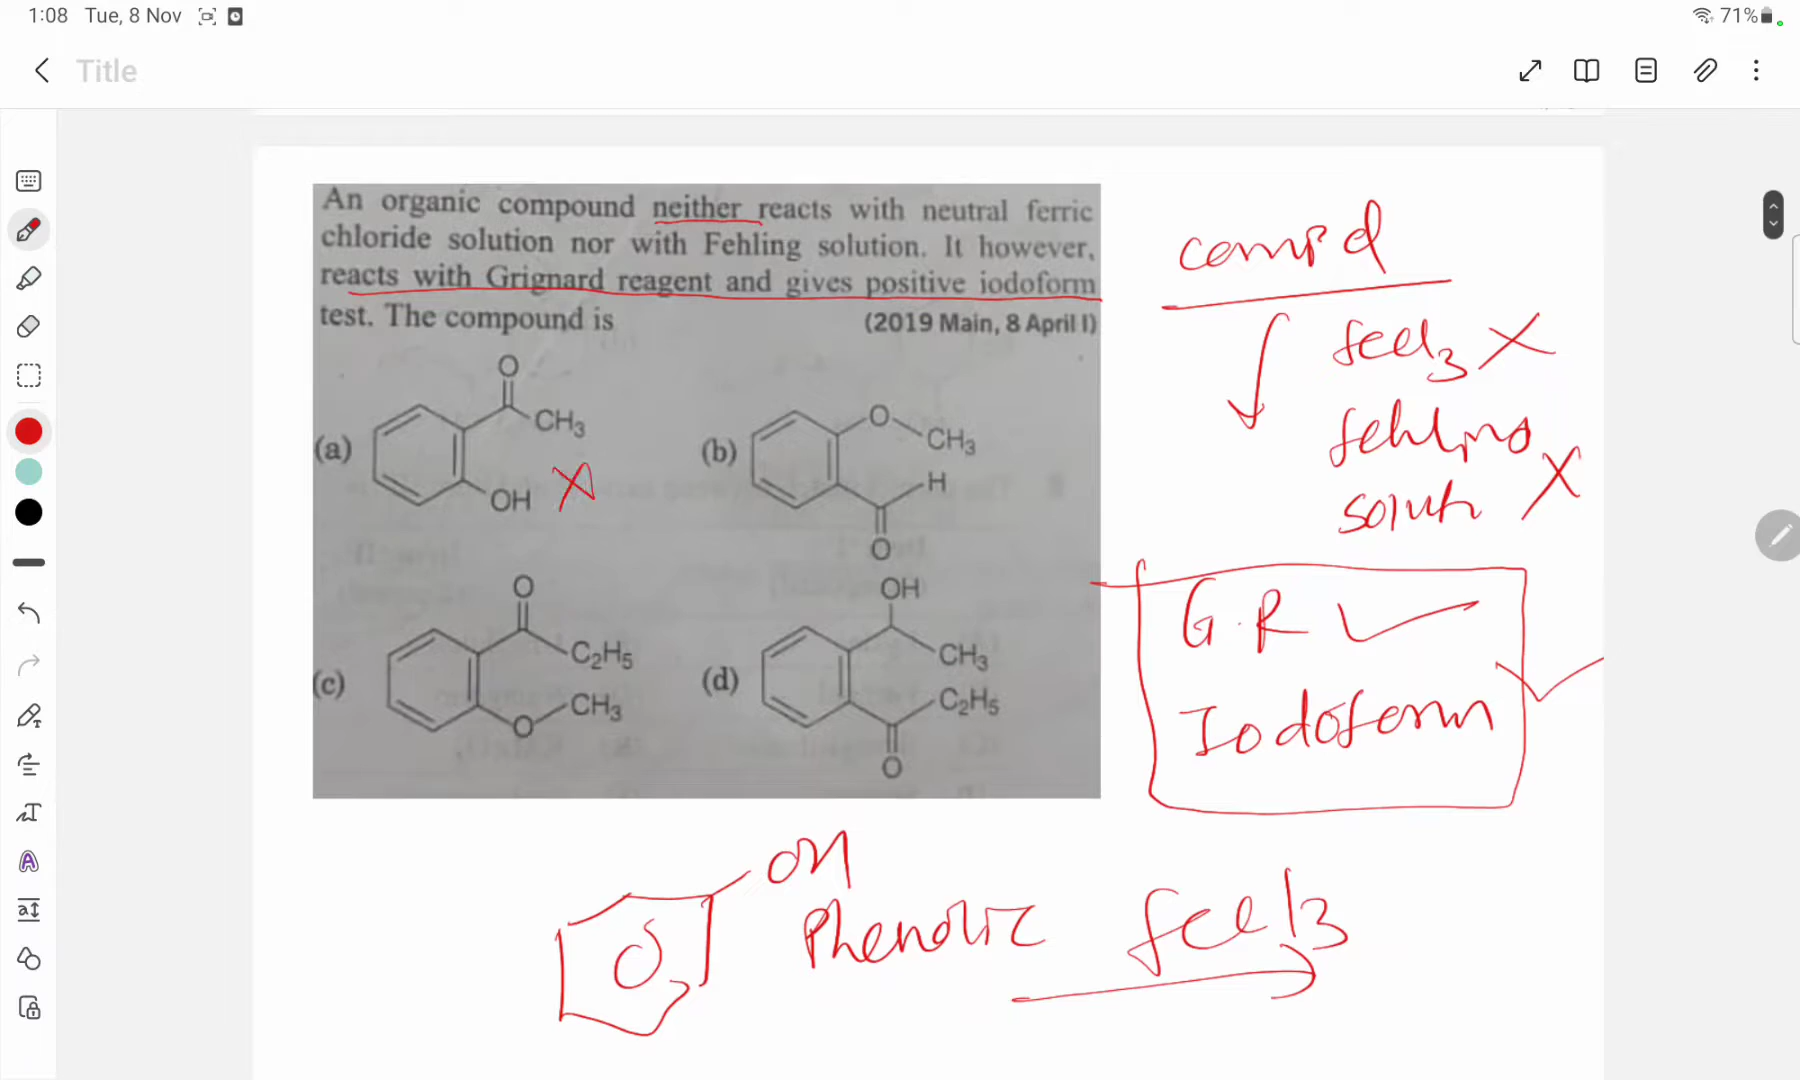 1:08 Tue, 8 Nov
71%
Title
An organic compound neither reacts with neutral ferric
chloride solution nor with Fehling solution. It however,
reacts with Grignard reagent and gives positive iodoform
test. The compound is
(2019 Main, 8 April I)
(a)
O
CH3
OH
(b)
O
CH3
H
O
(c)
O
C2H5
O
CH3
(d)
OH
CH3
C2H5
O
compd
fecl3
fehling
soluti
G.R
Iodoform
OH
Phenolic
fecl3